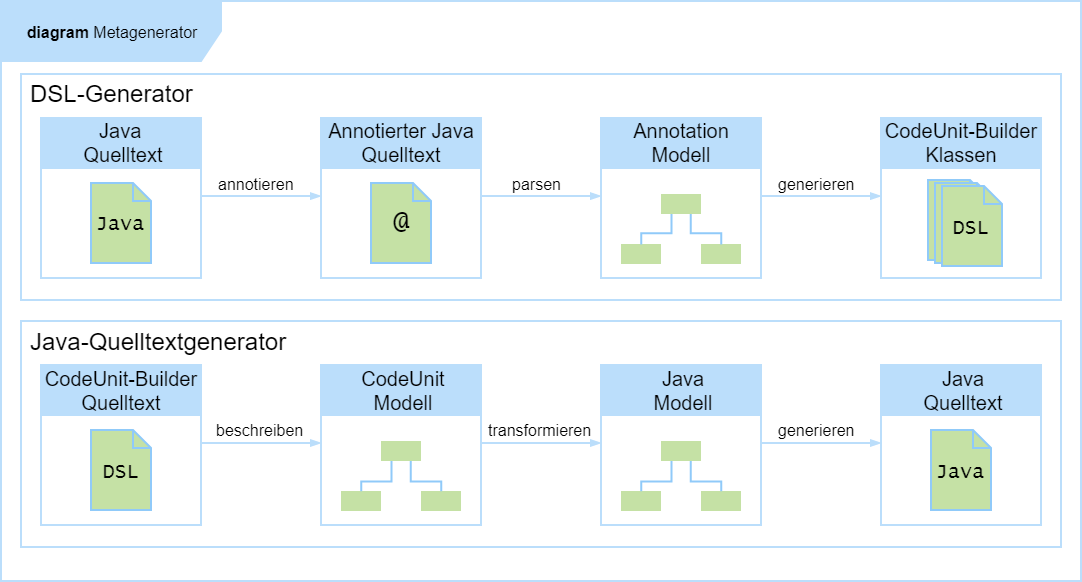 diagram Metagenerator
DSL-Generator
Java
Quelltext
Java
annotieren
Annotierter Java
Quelltext
@
parsen
Annotation
Modell
generieren
CodeUnit-Builder
Klassen
DSL
Java-Quelltextgenerator
CodeUnit-Builder
Quelltext
DSL
beschreiben
CodeUnit
Modell
transformieren
Java
Modell
generieren
Java
Quelltext
Java